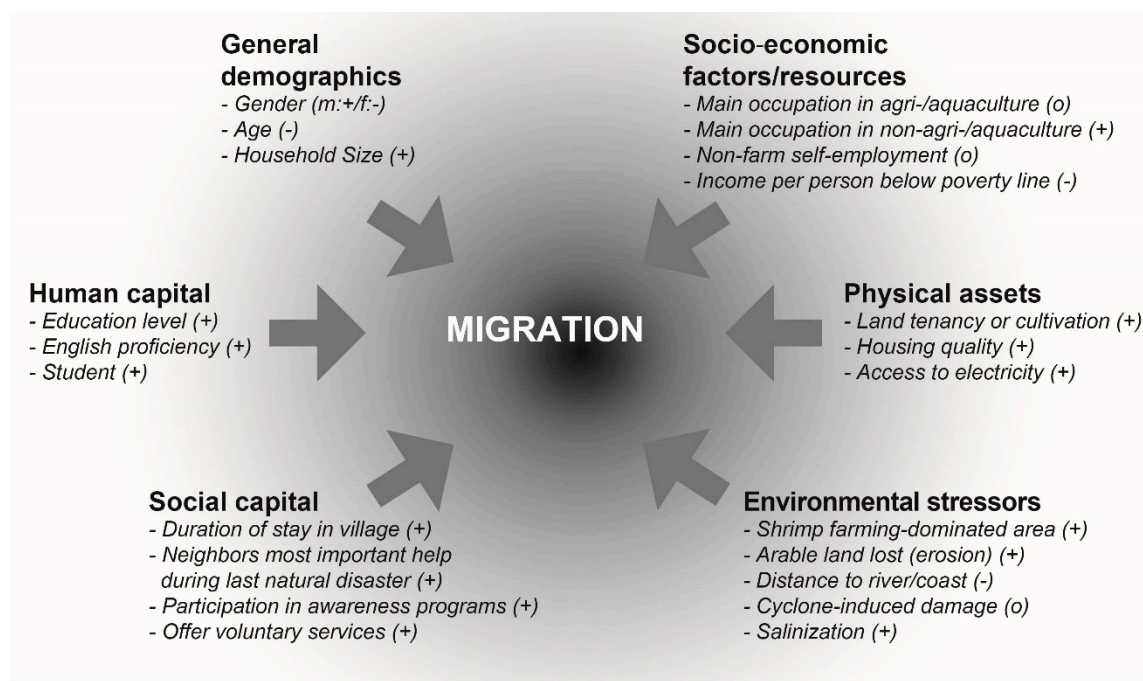 General
demographics
- Gender (m:+/f:-)
- Age (-)
- Household Size (+)
Socio-economic
factors/resources
- Main occupation in agri-/aquaculture (o)
- Main occupation in non-agri-/aquaculture (+)
- Non-farm self-employment (o)
- Income per person below poverty line (-)
Human capital
- Education level (+)
- English proficiency (+)
- Student (+)
MIGRATION
Physical assets
- Land tenancy or cultivation (+)
- Housing quality (+)
- Access to electricity (+)
Social capital
- Duration of stay in village (+)
- Neighbors most important help
during last natural disaster (+)
- Participation in awareness programs (+)
- Offer voluntary services (+)
Environmental stressors
- Shrimp farming-dominated area (+)
- Arable land lost (erosion) (+)
- Distance to river/coast (-)
- Cyclone-induced damage (o)
- Salinization (+)